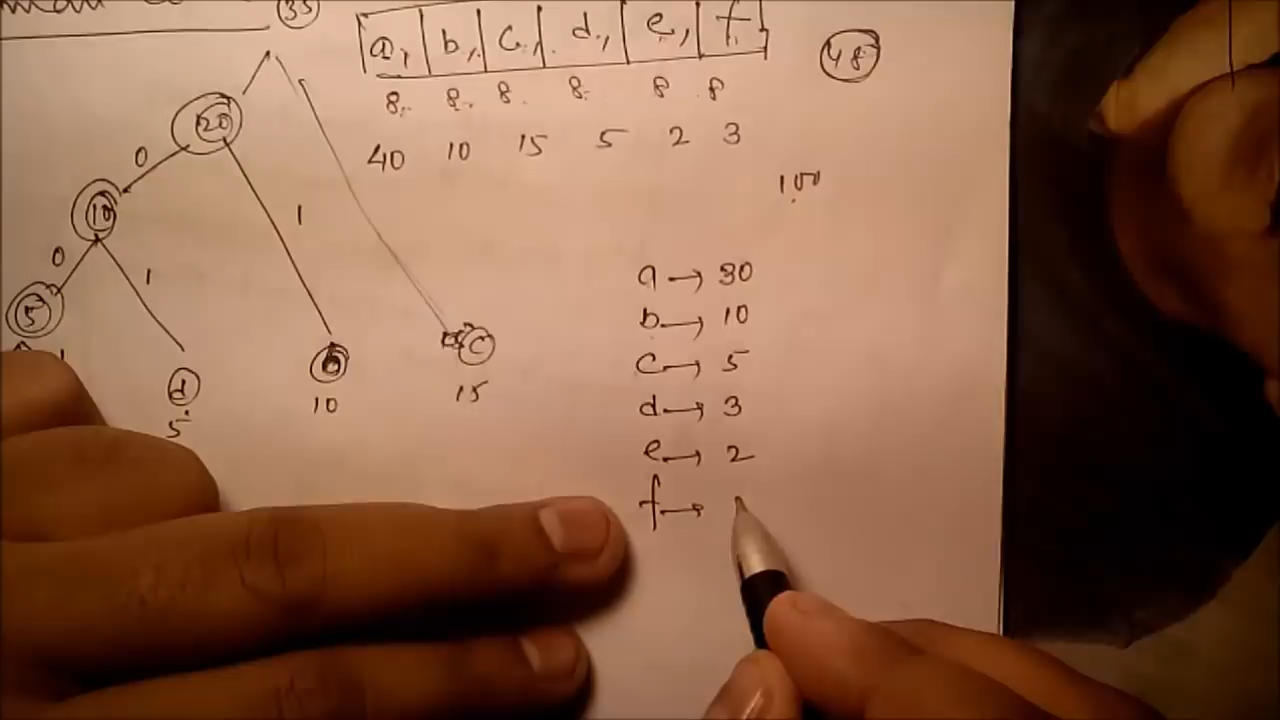 35
a, b, c, d, e, f
8 8 8 8 8 8
48
40 10 15 5 2 3
100
20
0
10
1
0
1
5
1
d
5
10
c
15
a → 30
b → 10
c → 5
d → 3
e → 2
f →